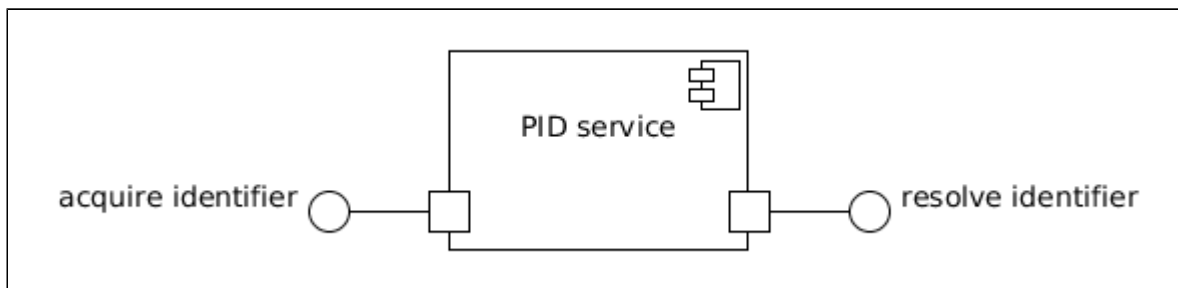 PID service
acquire identifier
resolve identifier